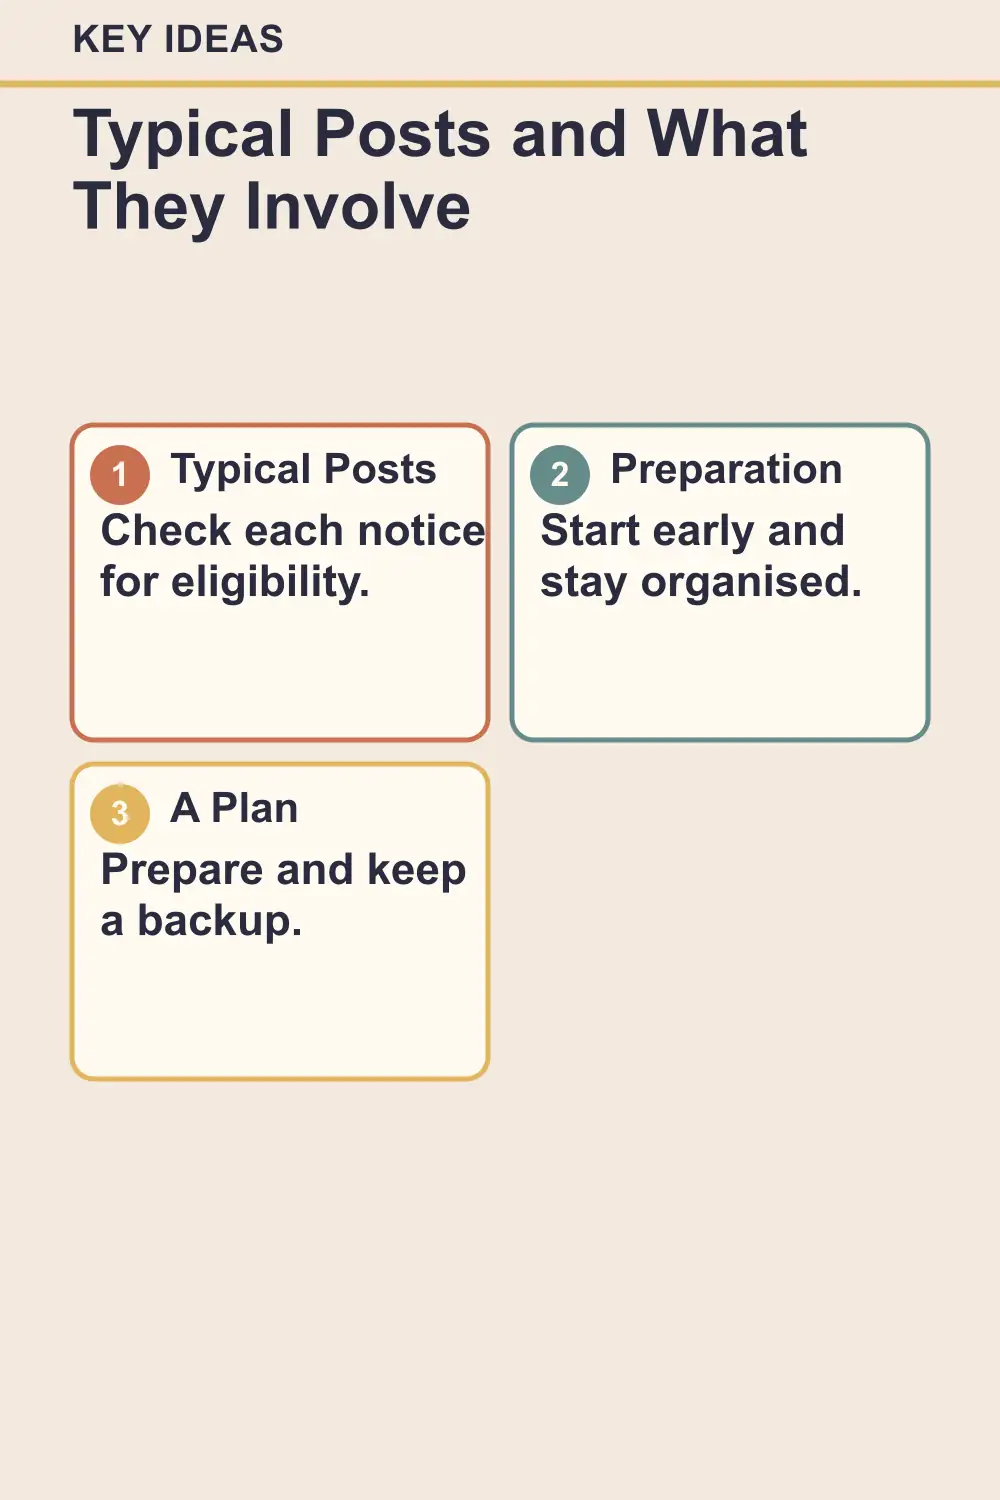 KEY IDEAS
Typical Posts and What
They Involve
1 Typical Posts
Check each notice
for eligibility.
2 Preparation
Start early and
stay organised.
3 A Plan
Prepare and keep
a backup.